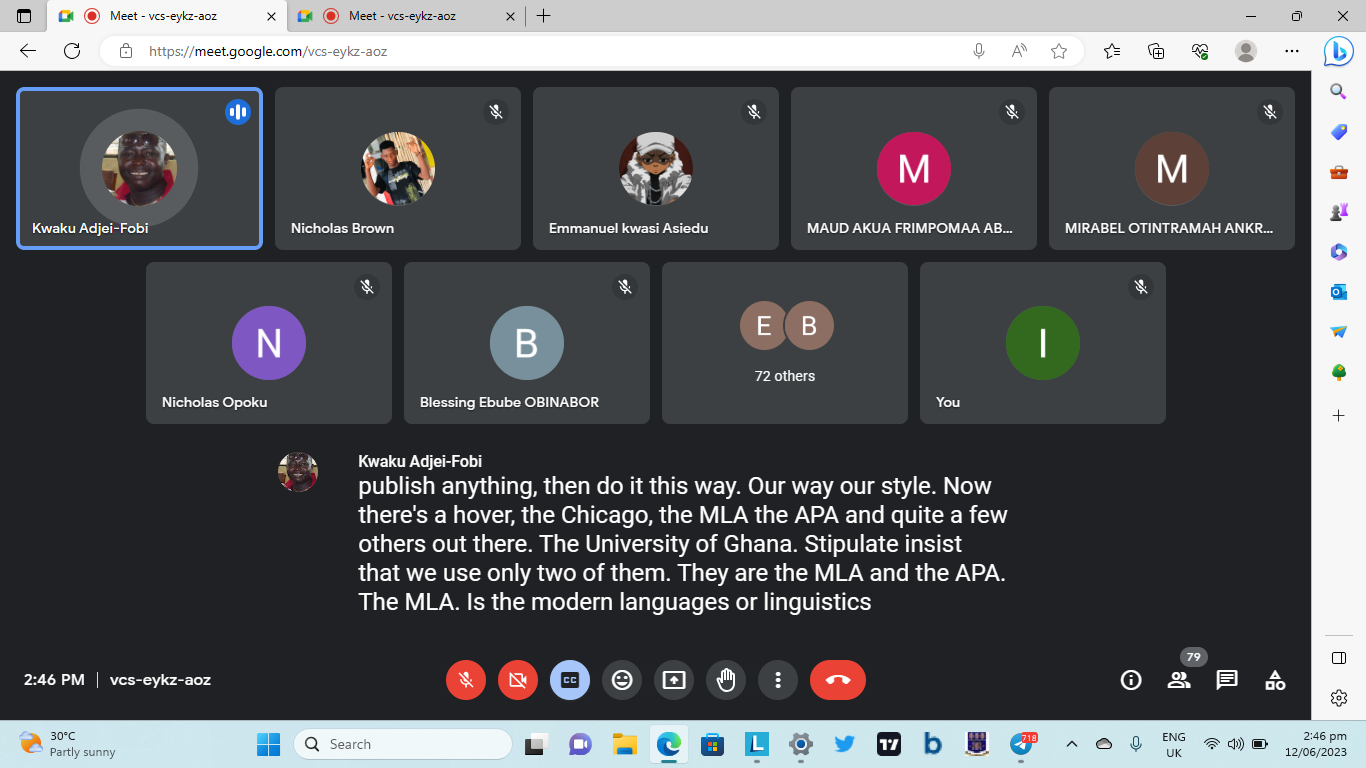 Meet - vcs-eykz-aoz
Meet - vcs-eykz-aoz
https://meet.google.com/vcs-eykz-aoz
Kwaku Adjei-Fobi
Nicholas Brown
Emmanuel kwasi Asiedu
M
MAUD AKUA FRIMPOMAA AB...
M
MIRABEL OTINTRAMAH ANKR...
N
Nicholas Opoku
B
Blessing Ebube OBINABOR
E B
72 others
I
You
Kwaku Adjei-Fobi
publish anything, then do it this way. Our way our style. Now
there's a hover, the Chicago, the MLA the APA and quite a few
others out there. The University of Ghana. Stipulate insist
that we use only two of them. They are the MLA and the APA.
The MLA. Is the modern languages or linguistics
2:46 PM | vcs-eykz-aoz
CC
79
30°C
Partly sunny
Search
L
b
718
ENG
UK
2:46 pm
12/06/2023